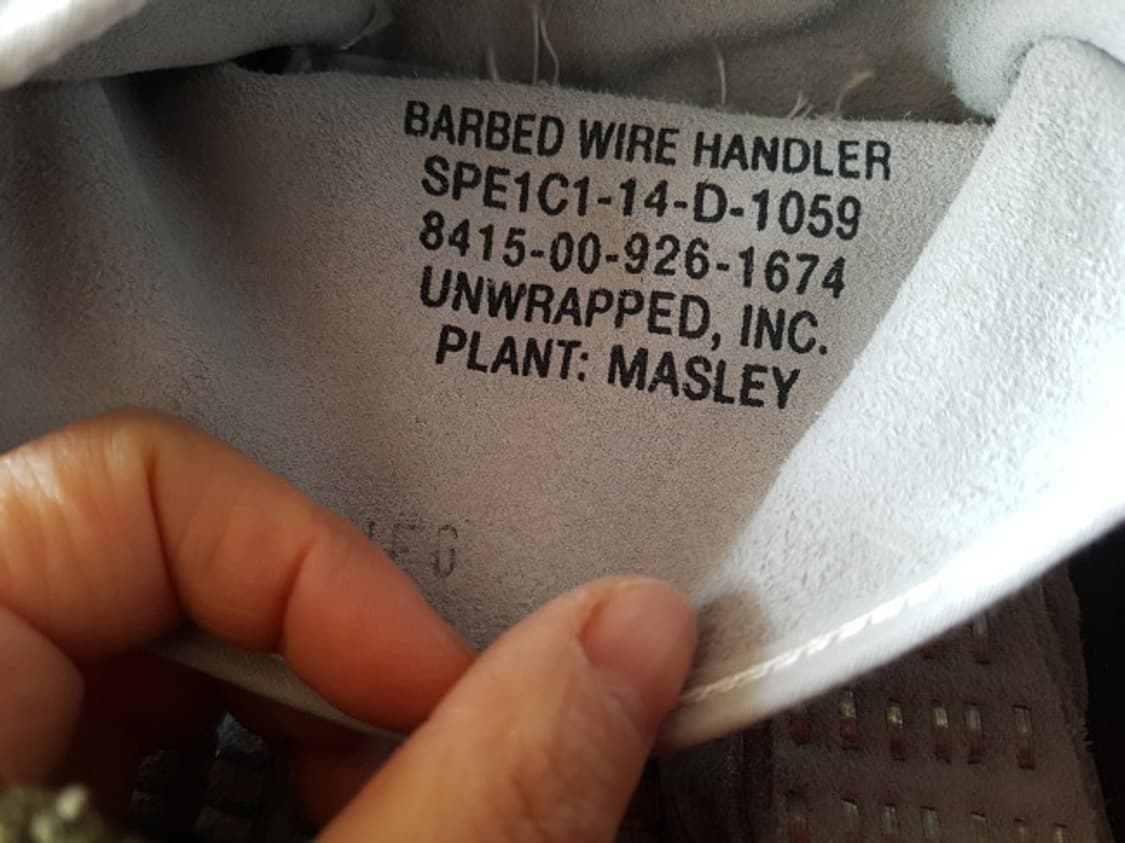 BARBED WIRE HANDLER
SPE1C1-14-D-1059
8415-00-926-1674
UNWRAPPED, INC.
PLANT: MASLEY